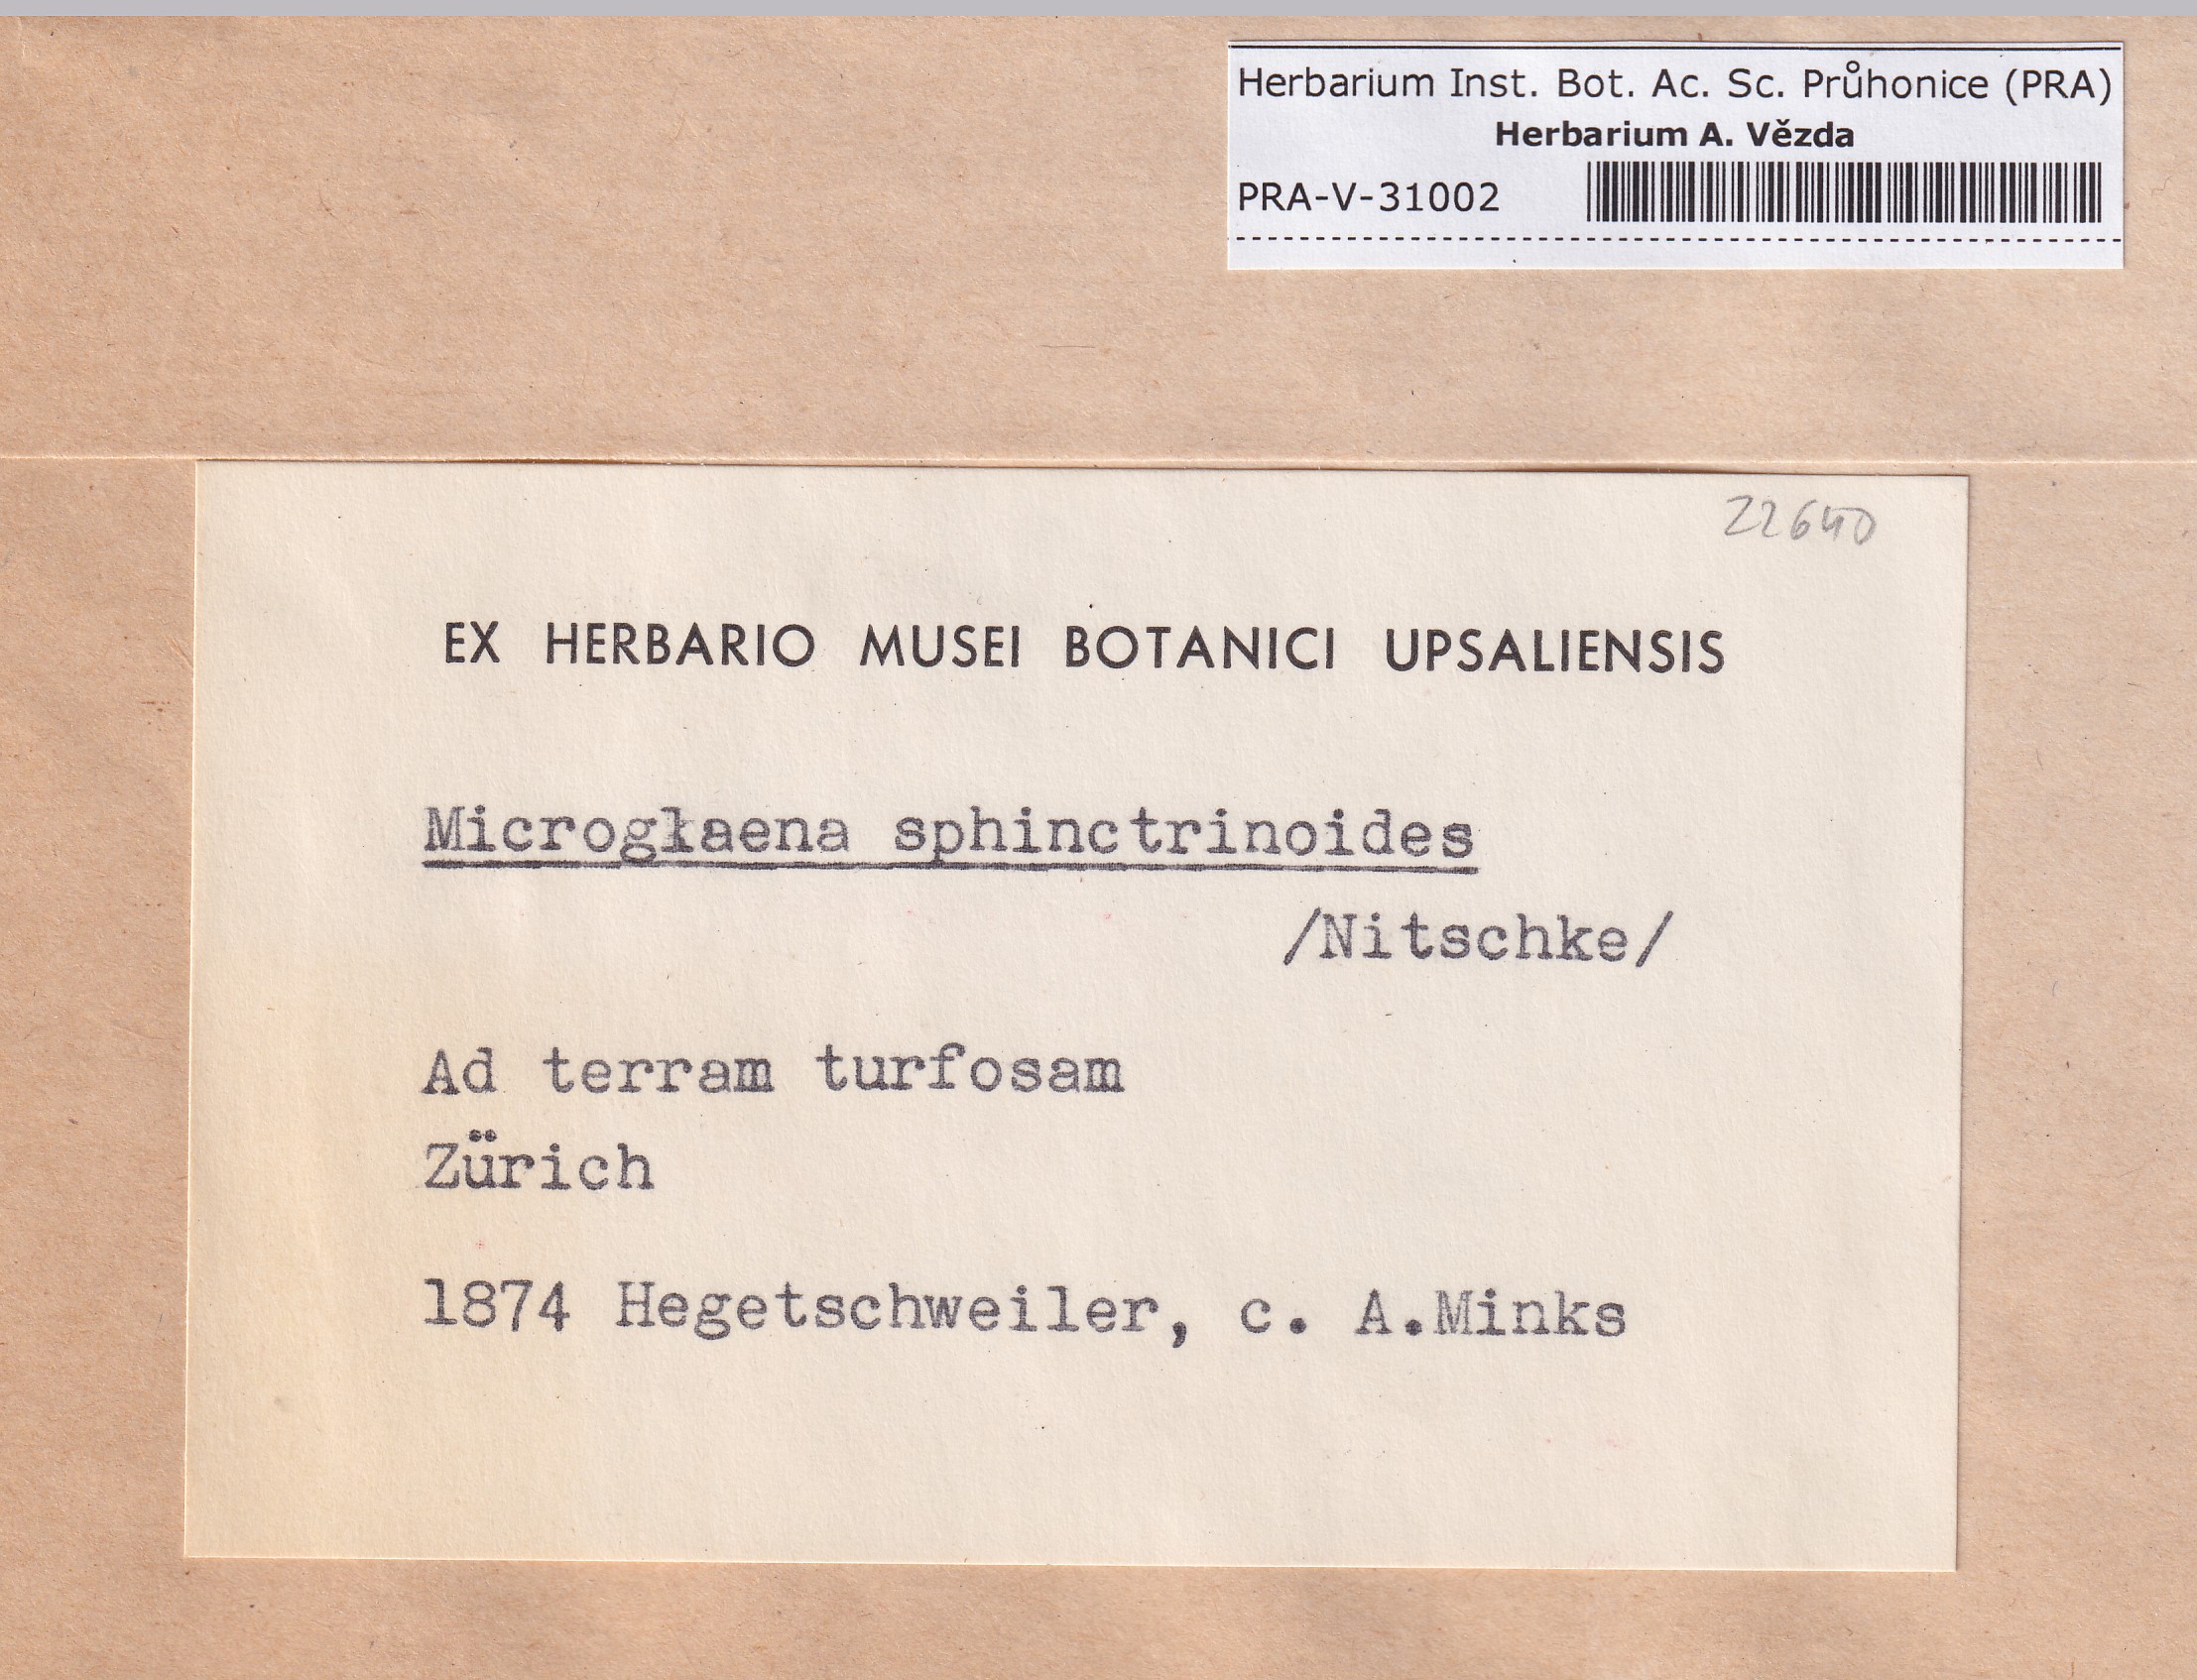 Herbarium Inst. Bot. Ac. Sc. Průhonice (PRA)
Herbarium A. Vězda
PRA-V-31002
22640
EX HERBARIO MUSEI BOTANICI UPSALIENSIS
Microglaena sphinctrinoides
/Nitschke/
Ad terram turfosam
Zürich
1874 Hegetschweiler, c. A.Minks